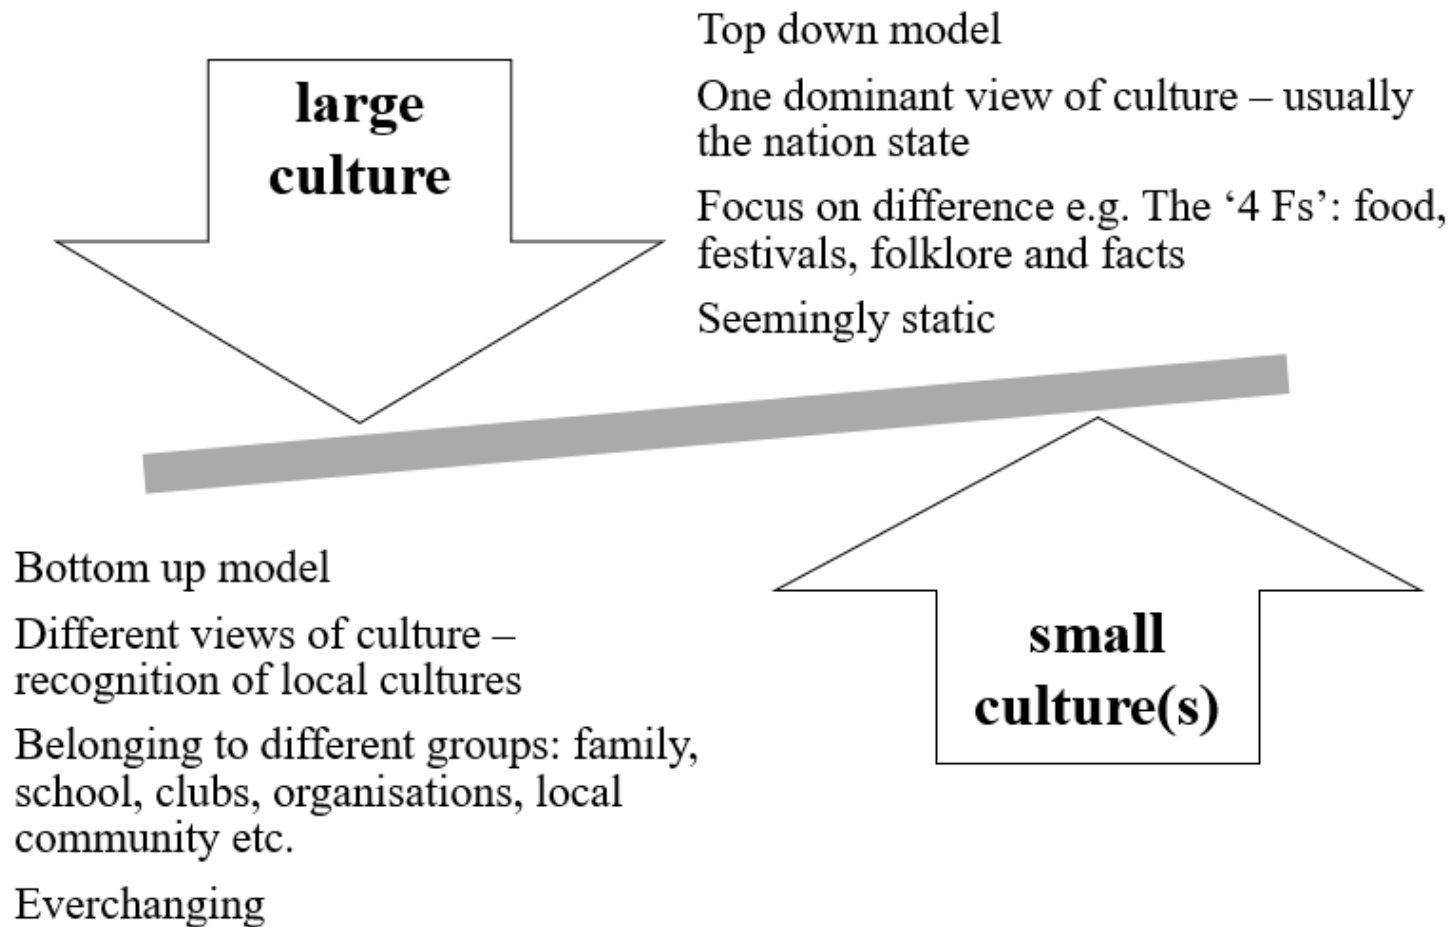 large
culture
Top down model
One dominant view of culture – usually
the nation state
Focus on difference e.g. The ‘4 Fs’: food,
festivals, folklore and facts
Seemingly static
Bottom up model
Different views of culture –
recognition of local cultures
Belonging to different groups: family,
school, clubs, organisations, local
community etc.
Everchanging
small
culture(s)